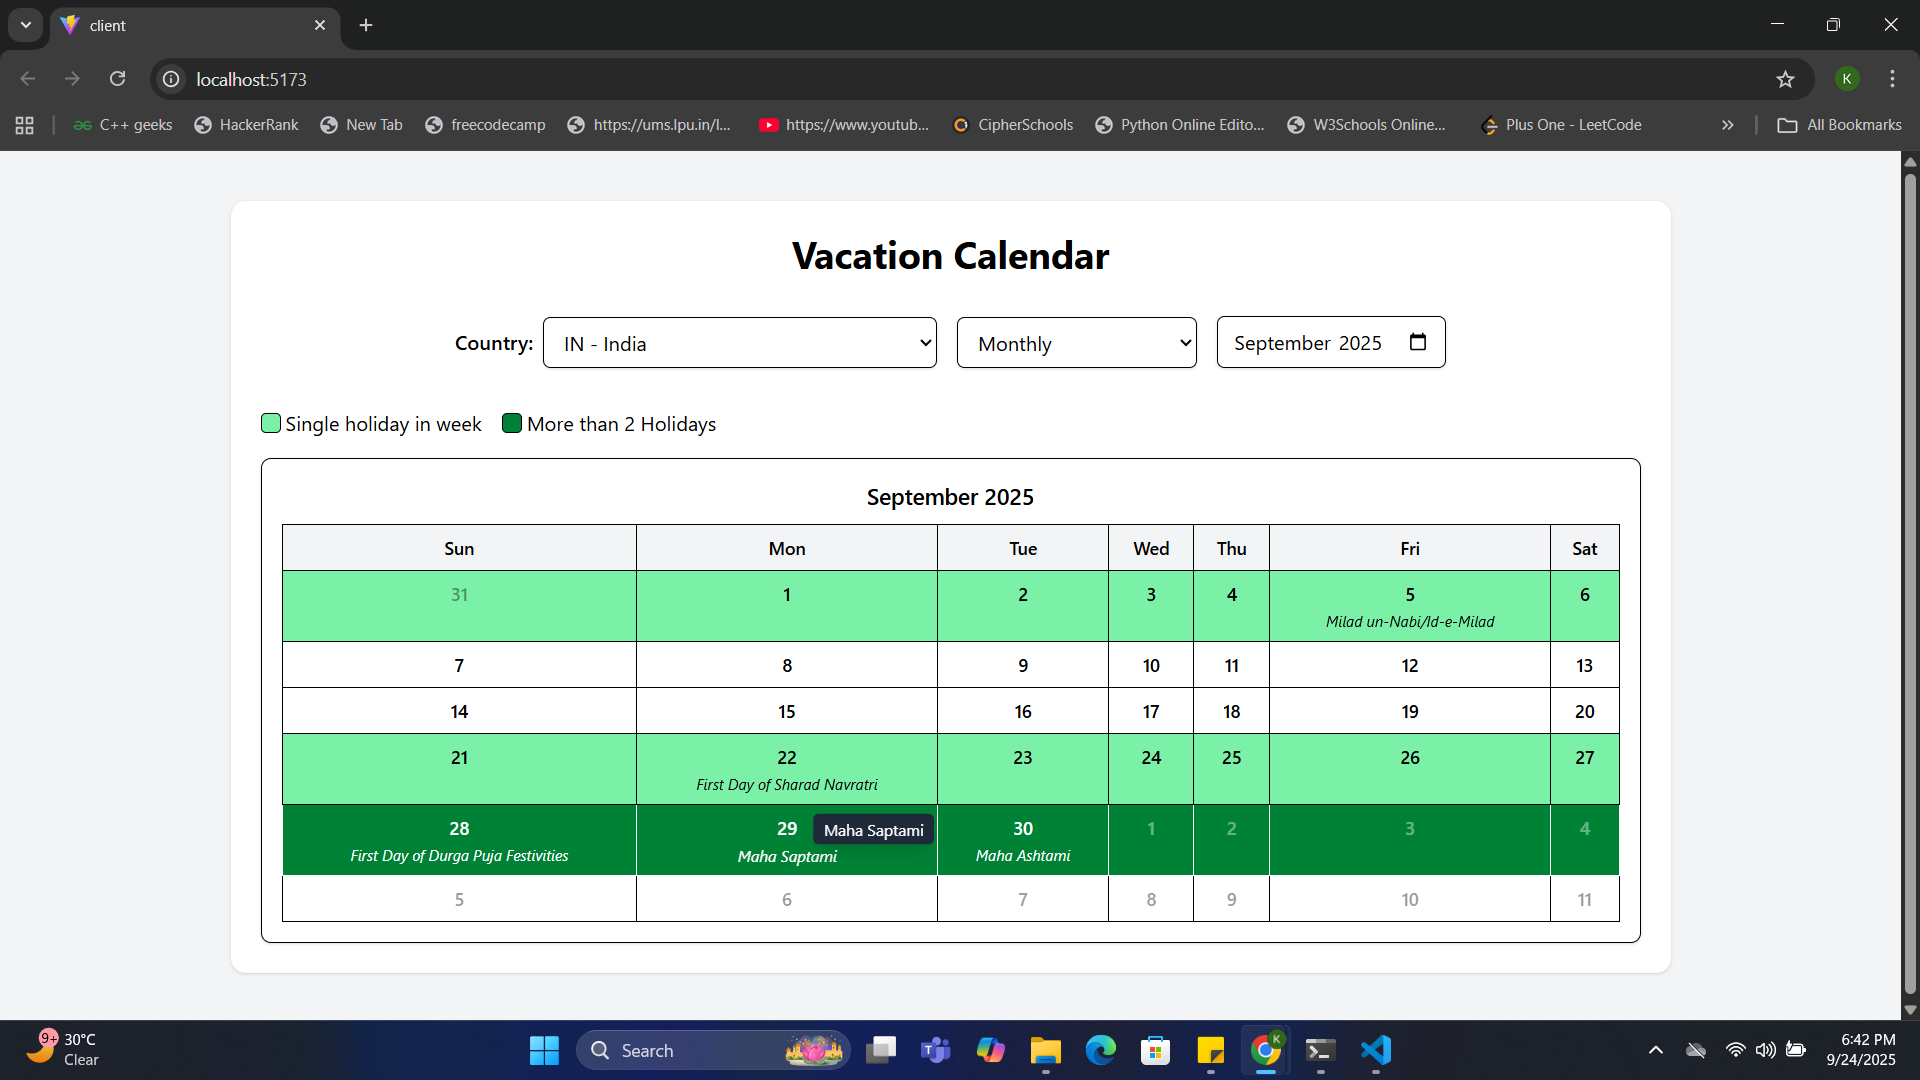 client
localhost:5173
K
C++ geeks
HackerRank
New Tab
freecodecamp
https://ums.lpu.in/l...
https://www.youtub...
CipherSchools
Python Online Edito...
W3Schools Online...
Plus One - LeetCode
All Bookmarks
Vacation Calendar
Country: IN - India Monthly September 2025
Single holiday in week More than 2 Holidays
September 2025
Sun Mon Tue Wed Thu Fri Sat
31 1 2 3 4 5 6
Milad un-Nabi/Id-e-Milad
7 8 9 10 11 12 13
14 15 16 17 18 19 20
21 22 23 24 25 26 27
First Day of Sharad Navratri
28 29 Maha Saptami 30 1 2 3 4
First Day of Durga Puja Festivities Maha Saptami Maha Ashtami
5 6 7 8 9 10 11
9+ 30°C
Clear
Search
K
6:42 PM
9/24/2025